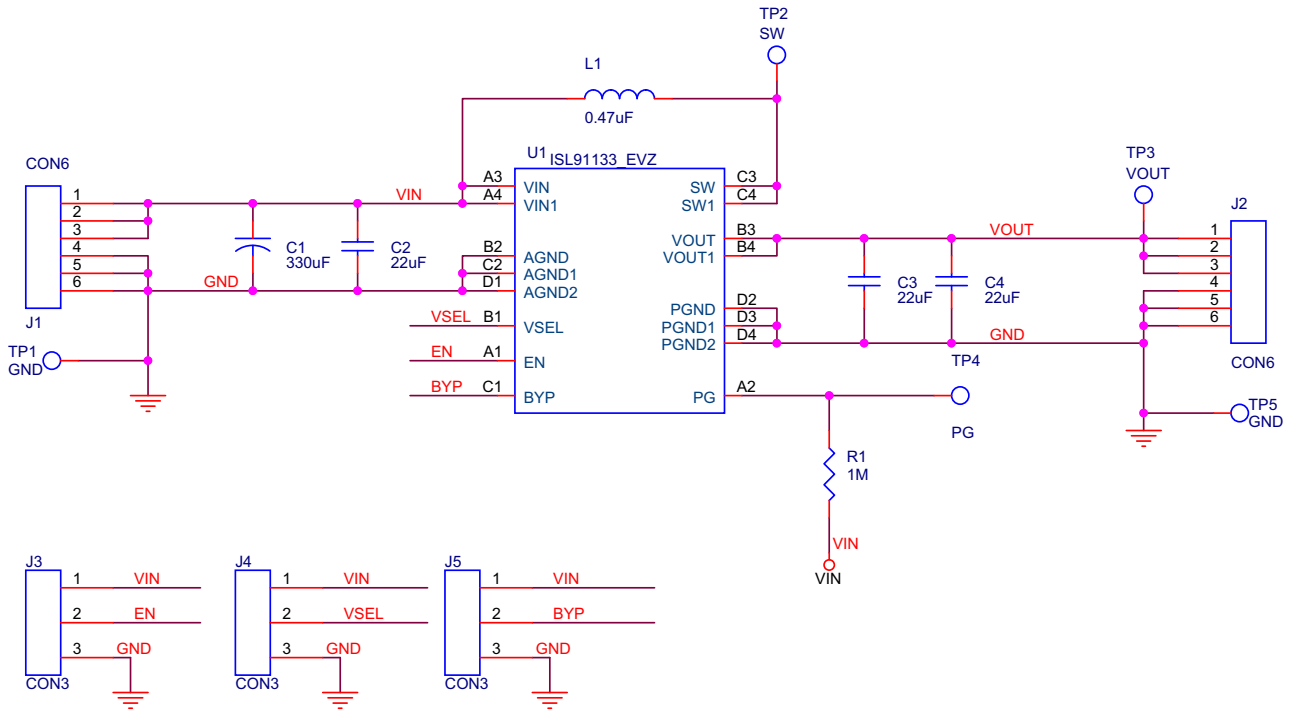 TP2
SW
L1
0.47uF
CON6
U1
ISL91133_EVZ
TP3
VOUT
J2
1
2
3
4
5
6
VIN
A3
A4
VIN
VIN1
C3
C4
SW
SW1
C1
330uF
C2
22uF
GND
B2
C2
D1
AGND
AGND1
AGND2
B3
B4
VOUT
VOUT1
VOUT
C3
22uF
C4
22uF
1
2
3
4
5
6
J1
VSEL
B1
VSEL
D2
D3
D4
PGND
PGND1
PGND2
GND
TP1
GND
EN
A1
EN
TP4
CON6
BYP
C1
BYP
PG
A2
PG
TP5
GND
R1
1M
VIN
VIN
J3
1
VIN
2
EN
3
GND
CON3
J4
1
VIN
2
VSEL
3
GND
CON3
J5
1
VIN
2
BYP
3
GND
CON3